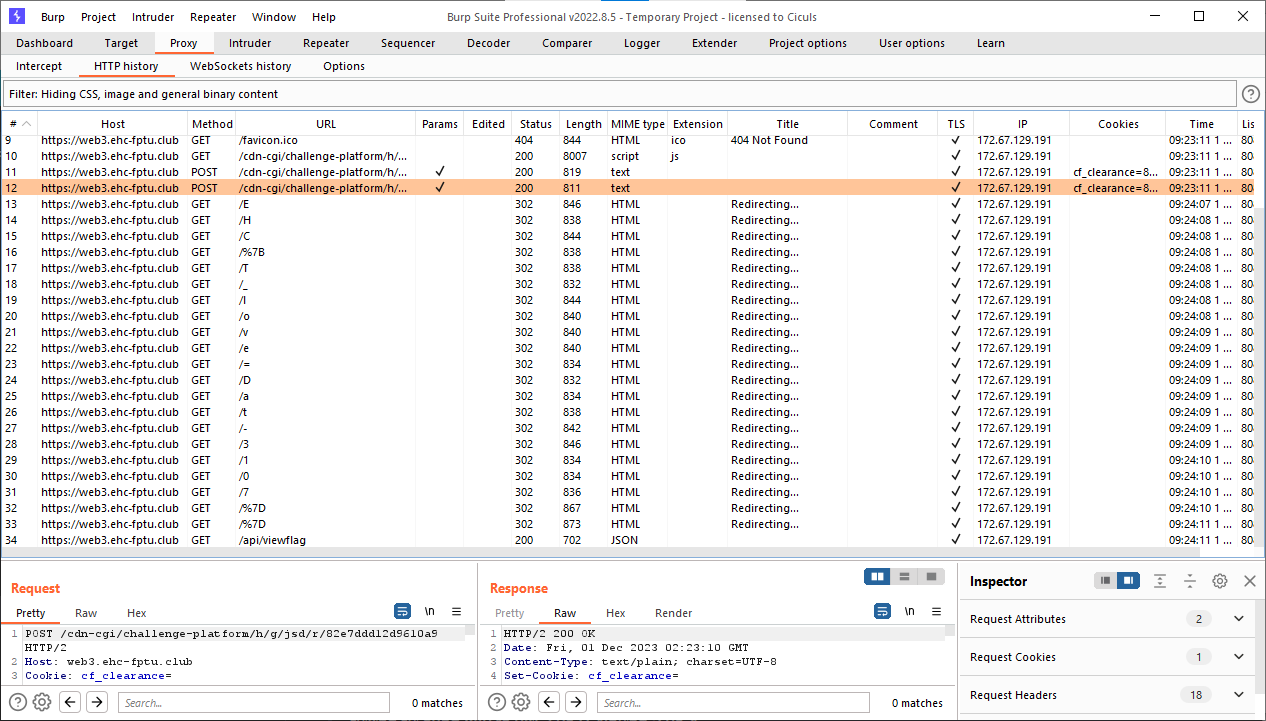 Burp Project Intruder Repeater Window Help Burp Suite Professional v2022.8.5 - Temporary Project - licensed to Ciculs
Dashboard Target Proxy Intruder Repeater Sequencer Decoder Comparer Logger Extender Project options User options Learn
Intercept HTTP history WebSockets history Options
Filter: Hiding CSS, image and general binary content
# Host Method URL Params Edited Status Length MIME type Extension Title Comment TLS IP Cookies Time Lis
9 https://web3.ehc-fptu.club GET /favicon.ico 404 844 HTML ico 404 Not Found ✓ 172.67.129.191 09:23:11 1 ... 80
10 https://web3.ehc-fptu.club GET /cdn-cgi/challenge-platform/h/... 200 8007 script js ✓ 172.67.129.191 09:23:11 1 ... 80
11 https://web3.ehc-fptu.club POST /cdn-cgi/challenge-platform/h/... ✓ 200 819 text ✓ 172.67.129.191 cf_clearance=8... 09:23:11 1 ... 80
12 https://web3.ehc-fptu.club POST /cdn-cgi/challenge-platform/h/... ✓ 200 811 text ✓ 172.67.129.191 cf_clearance=8... 09:23:11 1 ... 80
13 https://web3.ehc-fptu.club GET /E 302 846 HTML Redirecting... ✓ 172.67.129.191 09:24:07 1 ... 80
14 https://web3.ehc-fptu.club GET /H 302 838 HTML Redirecting... ✓ 172.67.129.191 09:24:08 1 ... 80
15 https://web3.ehc-fptu.club GET /C 302 844 HTML Redirecting... ✓ 172.67.129.191 09:24:08 1 ... 80
16 https://web3.ehc-fptu.club GET /%7B 302 838 HTML Redirecting... ✓ 172.67.129.191 09:24:08 1 ... 80
17 https://web3.ehc-fptu.club GET /T 302 838 HTML Redirecting... ✓ 172.67.129.191 09:24:08 1 ... 80
18 https://web3.ehc-fptu.club GET /_ 302 832 HTML Redirecting... ✓ 172.67.129.191 09:24:08 1 ... 80
19 https://web3.ehc-fptu.club GET /I 302 844 HTML Redirecting... ✓ 172.67.129.191 09:24:08 1 ... 80
20 https://web3.ehc-fptu.club GET /o 302 840 HTML Redirecting... ✓ 172.67.129.191 09:24:08 1 ... 80
21 https://web3.ehc-fptu.club GET /v 302 840 HTML Redirecting... ✓ 172.67.129.191 09:24:09 1 ... 80
22 https://web3.ehc-fptu.club GET /e 302 840 HTML Redirecting... ✓ 172.67.129.191 09:24:09 1 ... 80
23 https://web3.ehc-fptu.club GET /= 302 834 HTML Redirecting... ✓ 172.67.129.191 09:24:09 1 ... 80
24 https://web3.ehc-fptu.club GET /D 302 832 HTML Redirecting... ✓ 172.67.129.191 09:24:09 1 ... 80
25 https://web3.ehc-fptu.club GET /a 302 834 HTML Redirecting... ✓ 172.67.129.191 09:24:09 1 ... 80
26 https://web3.ehc-fptu.club GET /t 302 838 HTML Redirecting... ✓ 172.67.129.191 09:24:09 1 ... 80
27 https://web3.ehc-fptu.club GET /- 302 842 HTML Redirecting... ✓ 172.67.129.191 09:24:09 1 ... 80
28 https://web3.ehc-fptu.club GET /3 302 846 HTML Redirecting... ✓ 172.67.129.191 09:24:09 1 ... 80
29 https://web3.ehc-fptu.club GET /1 302 834 HTML Redirecting... ✓ 172.67.129.191 09:24:10 1 ... 80
30 https://web3.ehc-fptu.club GET /0 302 834 HTML Redirecting... ✓ 172.67.129.191 09:24:10 1 ... 80
31 https://web3.ehc-fptu.club GET /7 302 836 HTML Redirecting... ✓ 172.67.129.191 09:24:10 1 ... 80
32 https://web3.ehc-fptu.club GET /%7D 302 867 HTML Redirecting... ✓ 172.67.129.191 09:24:10 1 ... 80
33 https://web3.ehc-fptu.club GET /%7D 302 873 HTML Redirecting... ✓ 172.67.129.191 09:24:11 1 ... 80
34 https://web3.ehc-fptu.club GET /api/viewflag 200 702 JSON ✓ 172.67.129.191 09:24:11 1 ... 80
Request
Pretty Raw Hex \n
1 POST /cdn-cgi/challenge-platform/h/g/jsd/r/82e7ddd12d9610a9
HTTP/2
2 Host: web3.ehc-fptu.club
3 Cookie: cf_clearance=
Search... 0 matches
Response
Pretty Raw Hex Render \n
1 HTTP/2 200 OK
2 Date: Fri, 01 Dec 2023 02:23:10 GMT
3 Content-Type: text/plain; charset=UTF-8
4 Set-Cookie: cf_clearance=
Search... 0 matches
Inspector
Request Attributes 2
Request Cookies 1
Request Headers 18